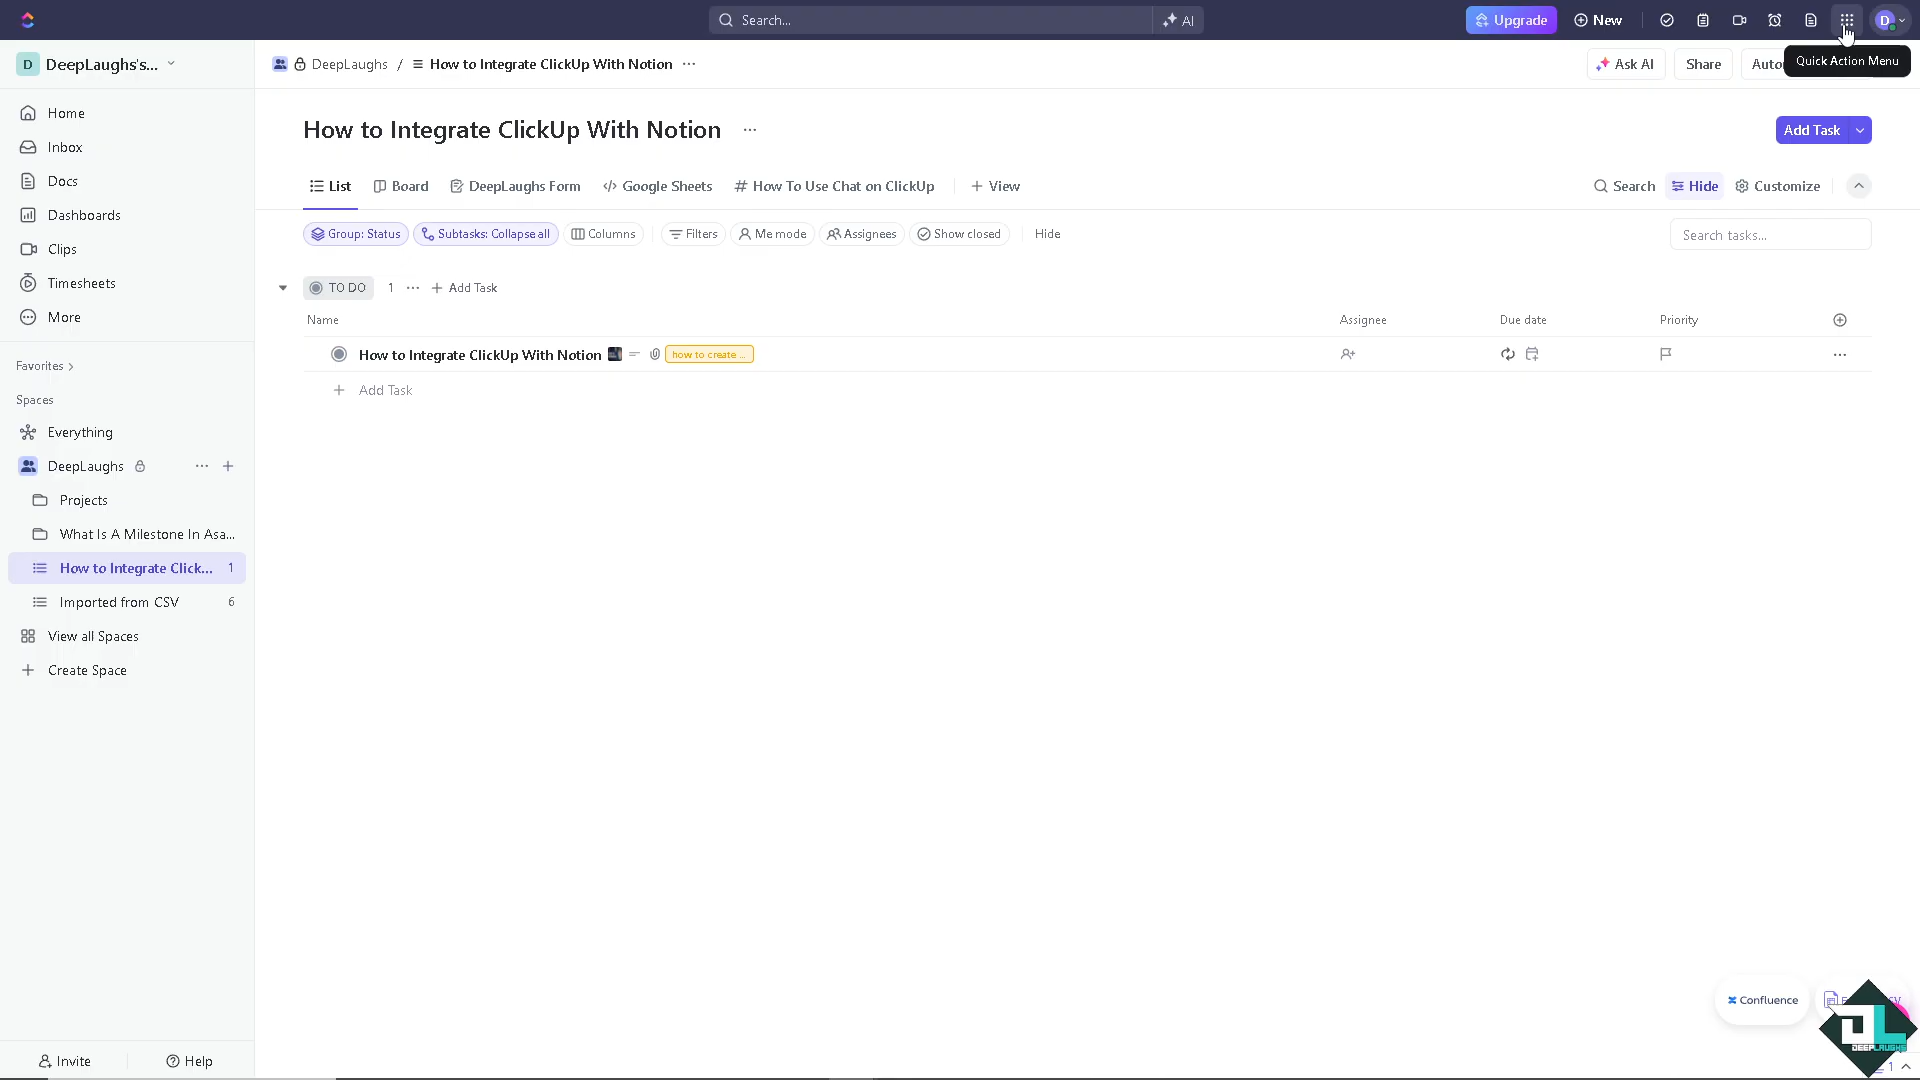 Search...
AI
Upgrade
New
D
D DeepLaughs's...
DeepLaughs / How to Integrate ClickUp With Notion ...
Ask AI
Share
Quick Action Menu
Home
Inbox
Docs
Dashboards
Clips
Timesheets
More
Favorites
Spaces
Everything
DeepLaughs
Projects
What Is A Milestone In Asa...
How to Integrate Click... 1
Imported from CSV 6
View all Spaces
Create Space
Invite
Help
How to Integrate ClickUp With Notion ...
Add Task
List
Board
DeepLaughs Form
Google Sheets
How To Use Chat on ClickUp
+ View
Search
Hide
Customize
Group: Status
Subtasks: Collapse all
Columns
Filters
Me mode
Assignees
Show closed
Hide
Search tasks...
TO DO 1 ... + Add Task
Name
Assignee
Due date
Priority
How to Integrate ClickUp With Notion
how to create ...
+ Add Task
Confluence
DEEPLAUGHS
1